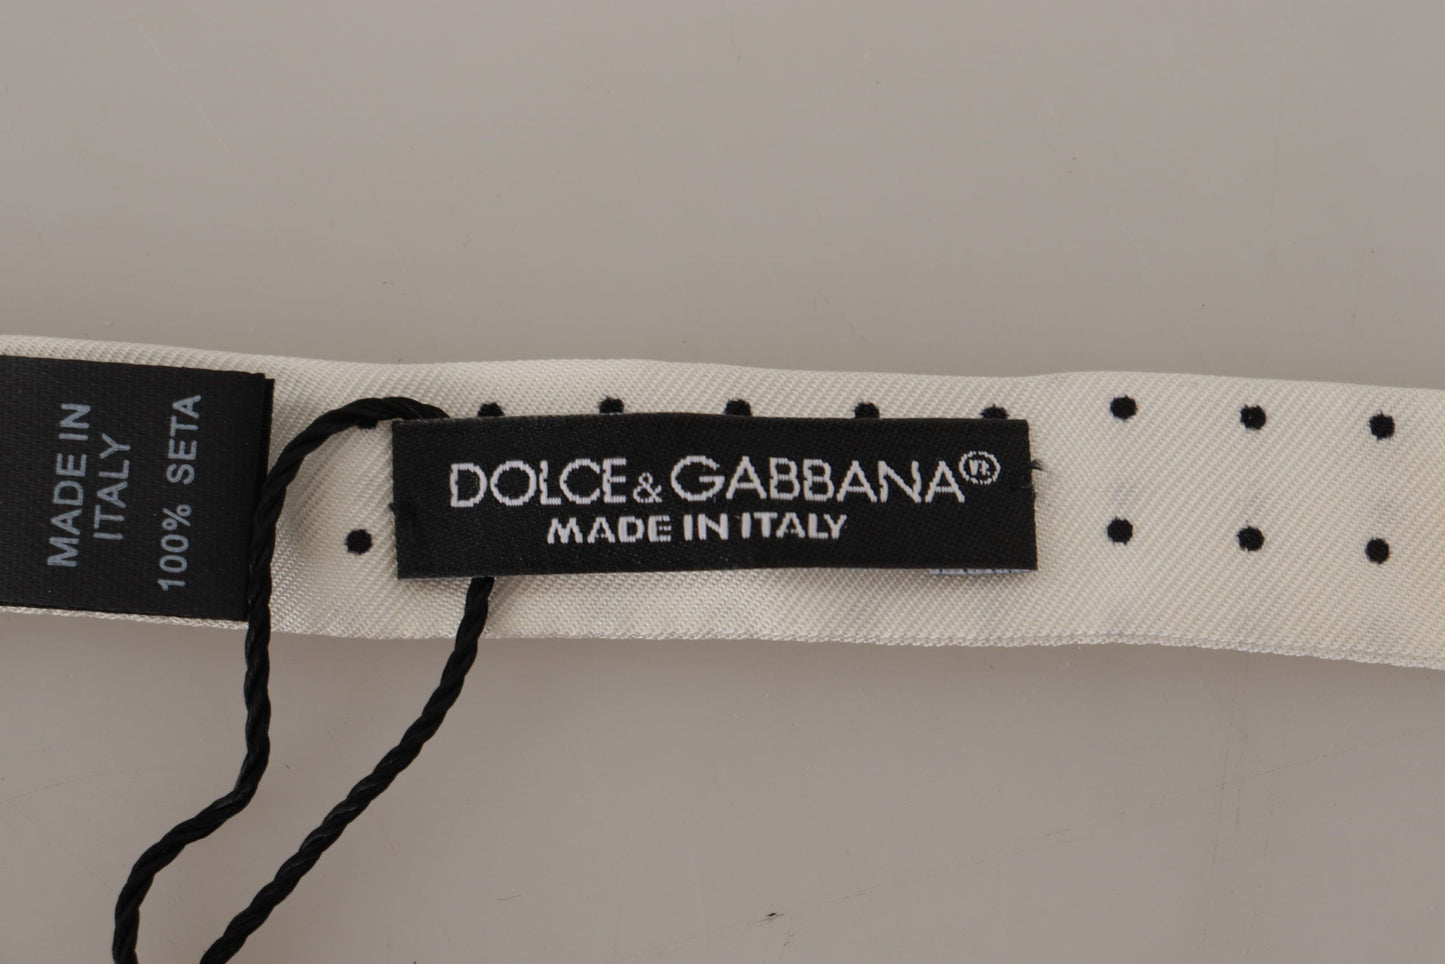 MADE IN
ITALY
100% SETA
DOLCE & GABBANA
MADE IN ITALY